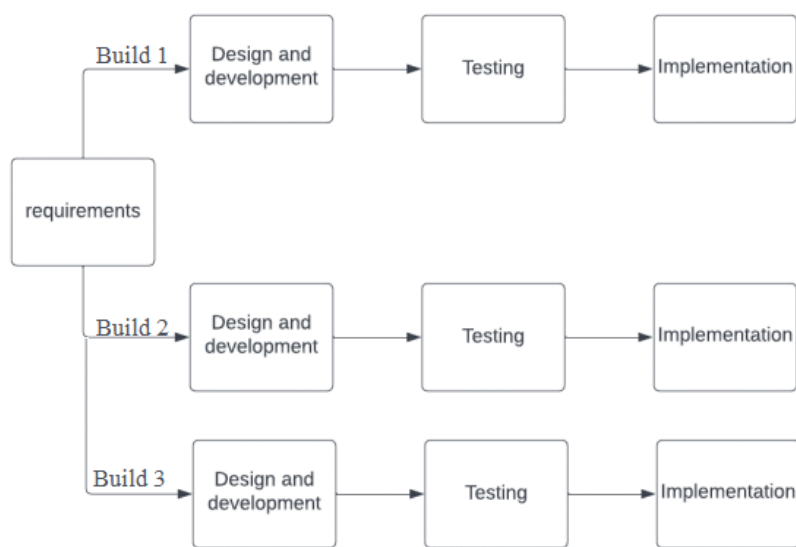 Build 1
Design and
development
Testing
Implementation
requirements
Build 2
Design and
development
Testing
Implementation
Build 3
Design and
development
Testing
Implementation